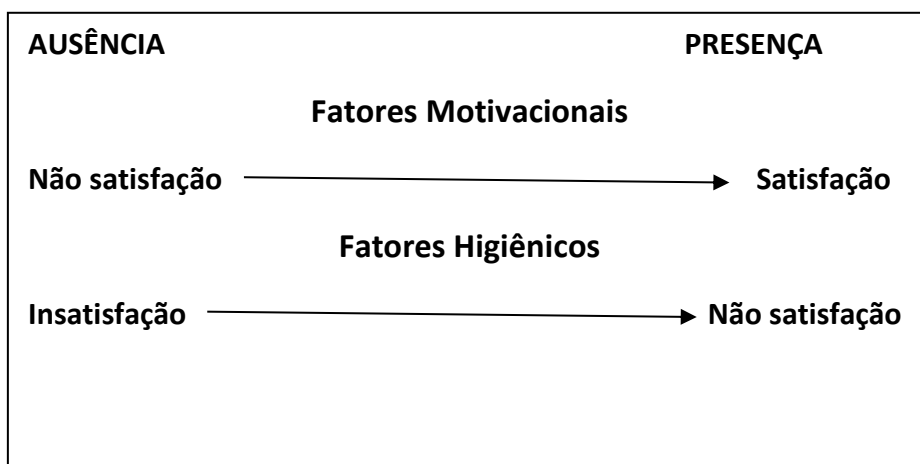 AUSÊNCIA PRESENÇA
Fatores Motivacionais
Não satisfação Satisfação
Fatores Higiênicos
Insatisfação Não satisfação